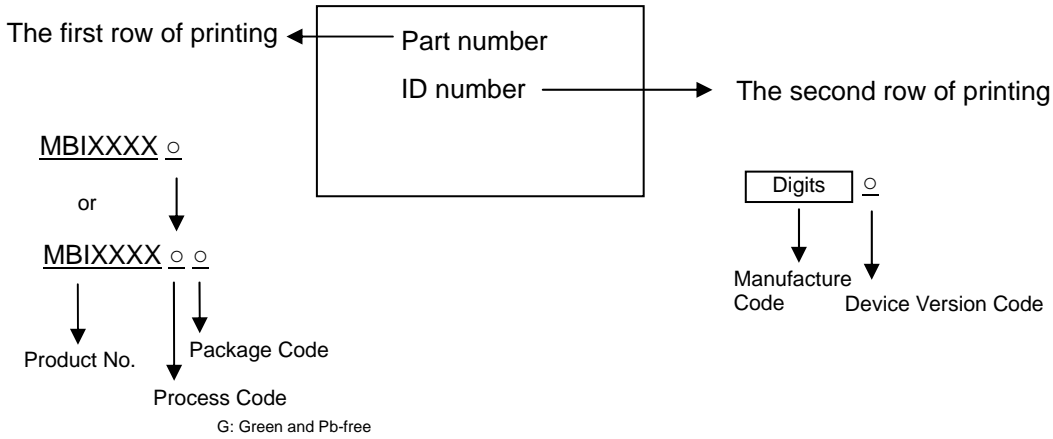 The first row of printing
Part number
ID number
The second row of printing
MBIXXXX ○
or
MBIXXXX ○ ○
Product No.
Package Code
Process Code
G: Green and Pb-free
Digits ○
Manufacture
Code
Device Version Code